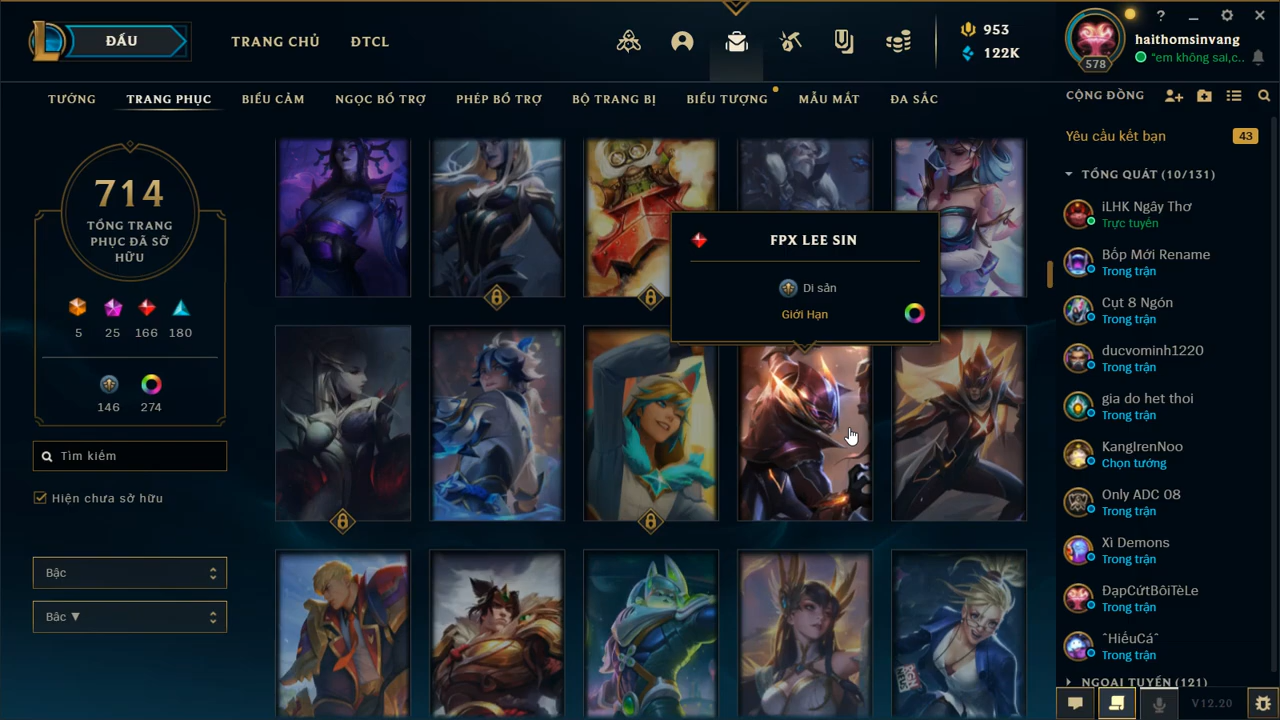 ĐẤU
TRANG CHỦ
ĐTCL
953
122K
?
haithomsinvang
"em không sai,c..
578
TƯỚNG
TRANG PHỤC
BIỂU CẢM
NGỌC BỔ TRỢ
PHÉP BỔ TRỢ
BỘ TRANG BỊ
BIỂU TƯỢNG
MẪU MẮT
ĐA SẮC
CỘNG ĐỒNG
Yêu cầu kết bạn
43
714
TỔNG TRANG
PHỤC ĐÃ SỞ
HỮU
5
25
166
180
146
274
Tìm kiếm
Hiện chưa sở hữu
Bậc
Bậc ▼
FPX LEE SIN
Di sản
Giới Hạn
TỔNG QUÁT (10/131)
iLHK Ngây Thơ
Trực tuyến
Bốp Mới Rename
Trong trận
Cụt 8 Ngón
Trong trận
ducvominh1220
Trong trận
gia do het thoi
Trong trận
KangIrenNoo
Chọn tướng
Only ADC 08
Trong trận
Xì Demons
Trong trận
ĐạpCứtBôiTèLe
Trong trận
ˆHiếuCáˆ
Trong trận
NGOẠI TUYẾN (121)
V12.20